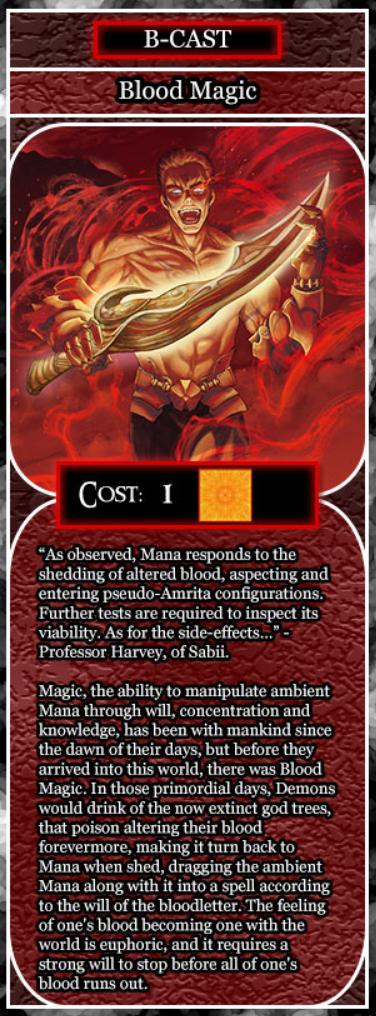 B-CAST
Blood Magic
COST: 1
"As observed, Mana responds to the
shedding of altered blood, aspecting and
entering pseudo-Amrita configurations.
Further tests are required to inspect its
viability. As for the side-effects..." -
Professor Harvey, of Sabii.
Magic, the ability to manipulate ambient
Mana through will, concentration and
knowledge, has been with mankind since
the dawn of their days, but before they
arrived into this world, there was Blood
Magic. In those primordial days, Demons
would drink of the now extinct god trees,
that poison altering their blood
forevermore, making it turn back to
Mana when shed, dragging the ambient
Mana along with it into a spell according
to the will of the bloodletter. The feeling
of one's blood becoming one with the
world is euphoric, and it requires a
strong will to stop before all of one's
blood runs out.